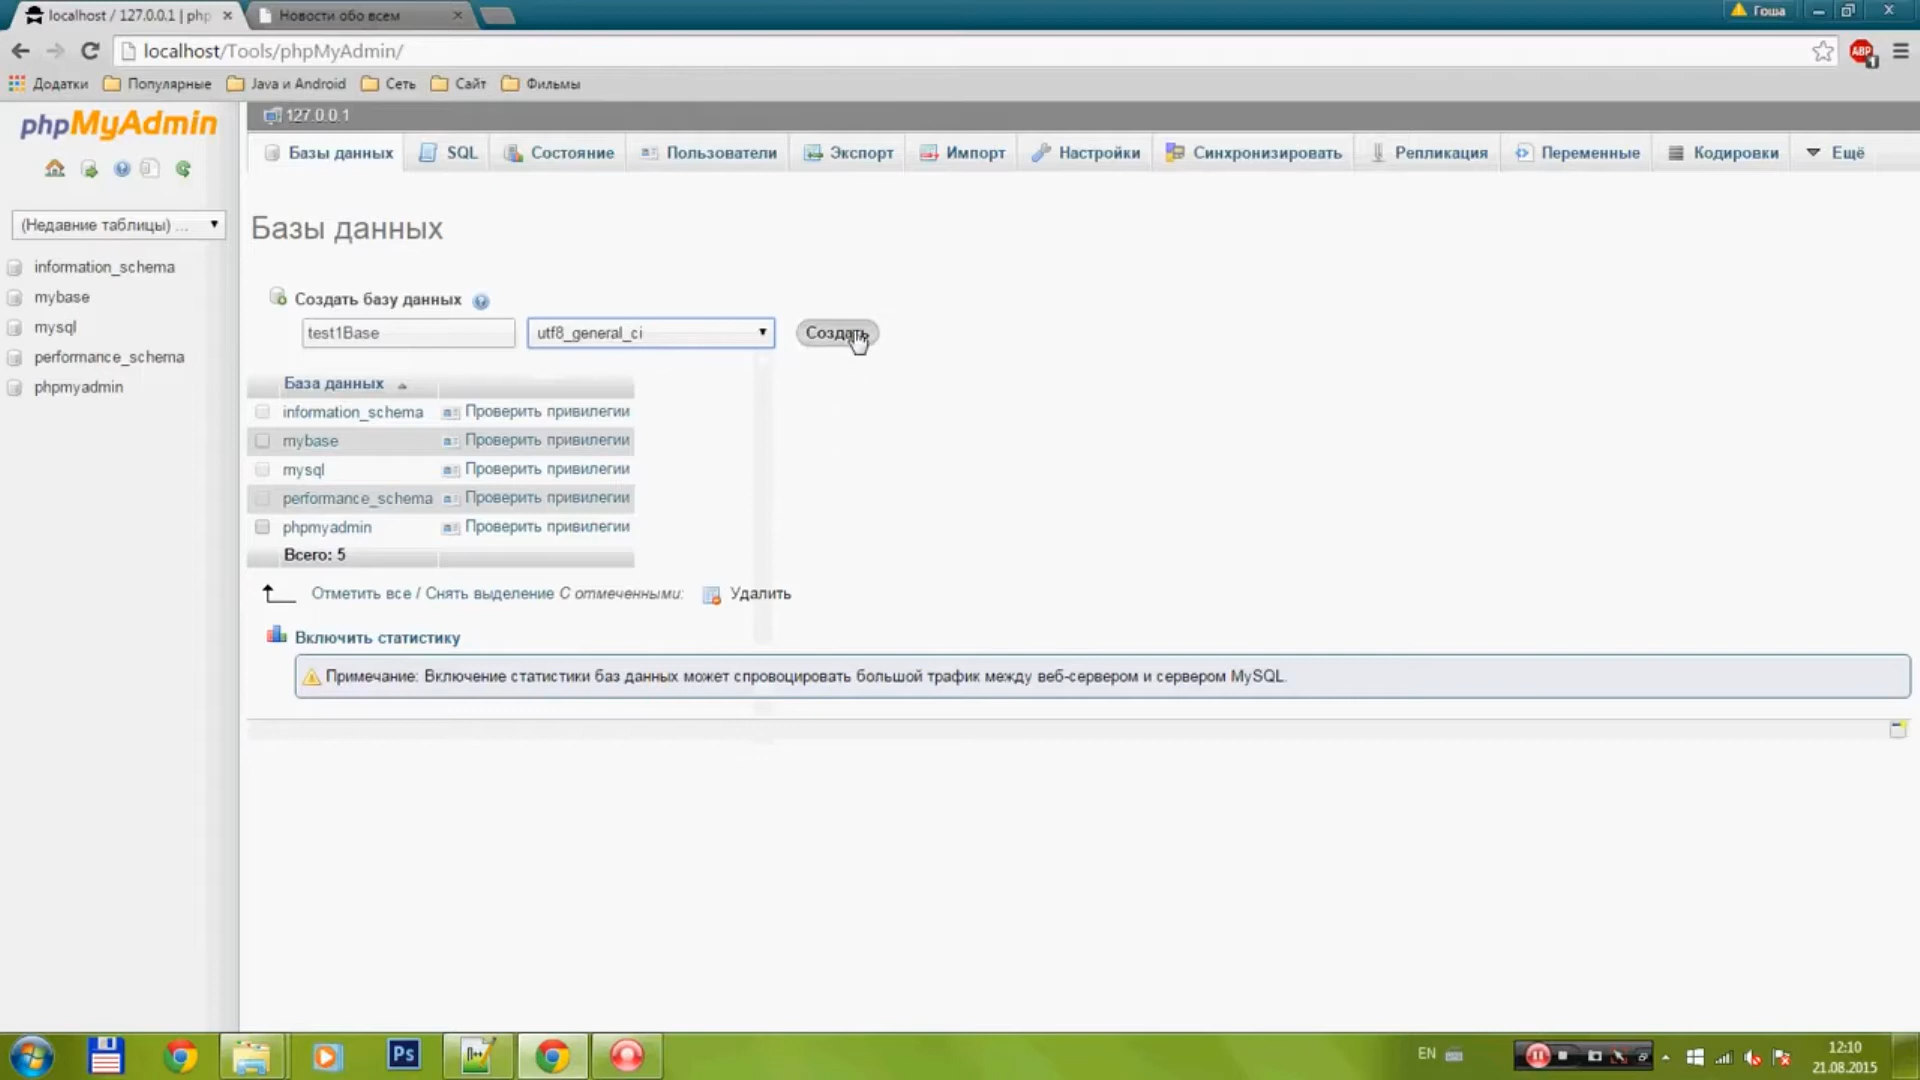 localhost / 127.0.0.1 | php
Новости обо всем
Гоша
localhost/Tools/phpMyAdmin/
ABP
1
Додатки
Популярные
Java и Android
Сеть
Сайт
Фильмы
phpMyAdmin
127.0.0.1
Базы данных
SQL
Состояние
Пользователи
Экспорт
Импорт
Настройки
Синхронизировать
Репликация
Переменные
Кодировки
Ещё
(Недавние таблицы) ...
information_schema
mybase
mysql
performance_schema
phpmyadmin
Базы данных
Создать базу данных
test1Base
utf8_general_ci
Создать
База данных
information_schema Проверить привилегии
mybase Проверить привилегии
mysql Проверить привилегии
performance_schema Проверить привилегии
phpmyadmin Проверить привилегии
Всего: 5
Отметить все / Снять выделение С отмеченными: Удалить
Включить статистику
Примечание: Включение статистики баз данных может спровоцировать большой трафик между веб-сервером и сервером MySQL.
Ps
EN
12:10
21.08.2015